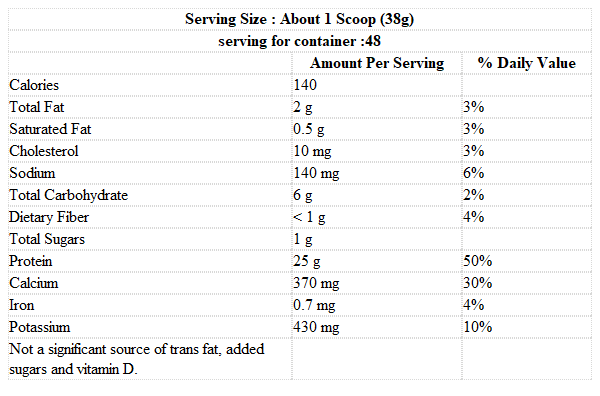 Serving Size : About 1 Scoop (38g)
serving for container :48
Amount Per Serving % Daily Value
Calories 140
Total Fat 2 g 3%
Saturated Fat 0.5 g 3%
Cholesterol 10 mg 3%
Sodium 140 mg 6%
Total Carbohydrate 6 g 2%
Dietary Fiber < 1 g 4%
Total Sugars 1 g
Protein 25 g 50%
Calcium 370 mg 30%
Iron 0.7 mg 4%
Potassium 430 mg 10%
Not a significant source of trans fat, added
sugars and vitamin D.